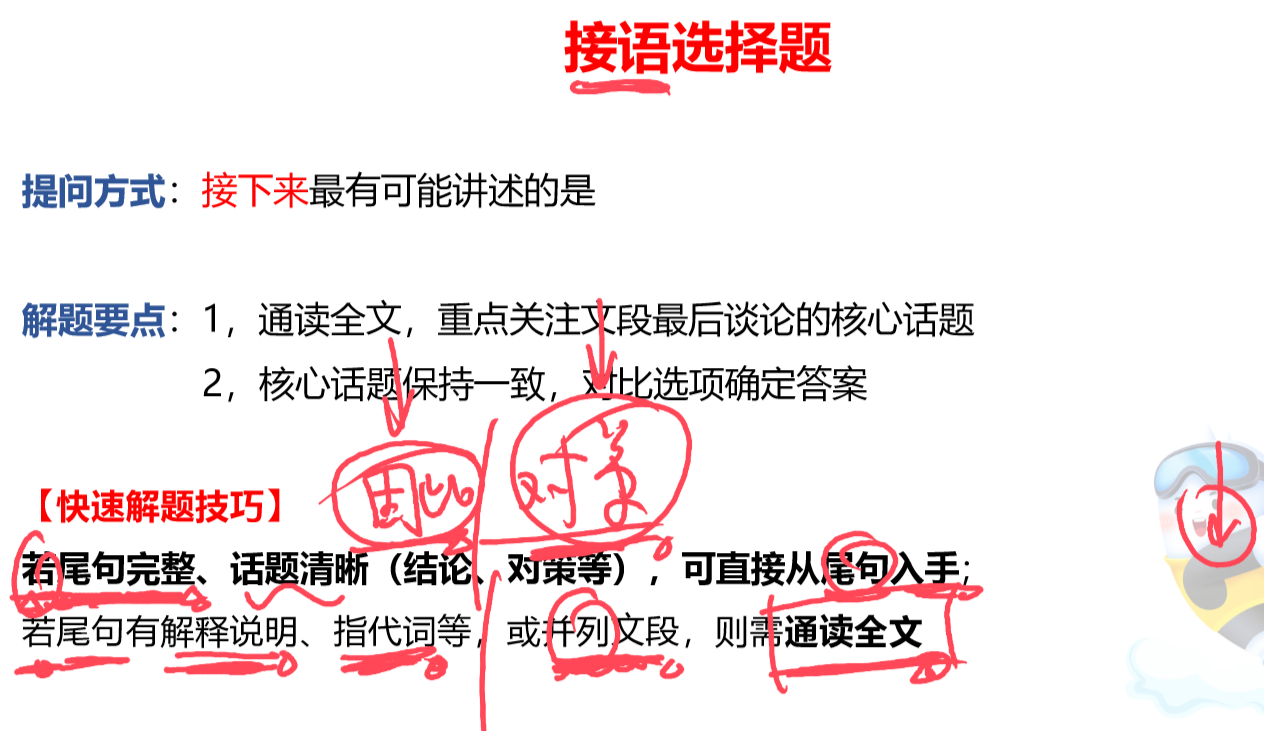 接语选择题
提问方式：接下来最有可能讲述的是
解题要点：1，通读全文，重点关注文段最后谈论的核心话题
2，核心话题保持一致，对比选项确定答案
因此 对策
【快速解题技巧】
若尾句完整、话题清晰（结论、对策等），可直接从尾句入手；
若尾句有解释说明、指代词等，或并列文段，则需通读全文